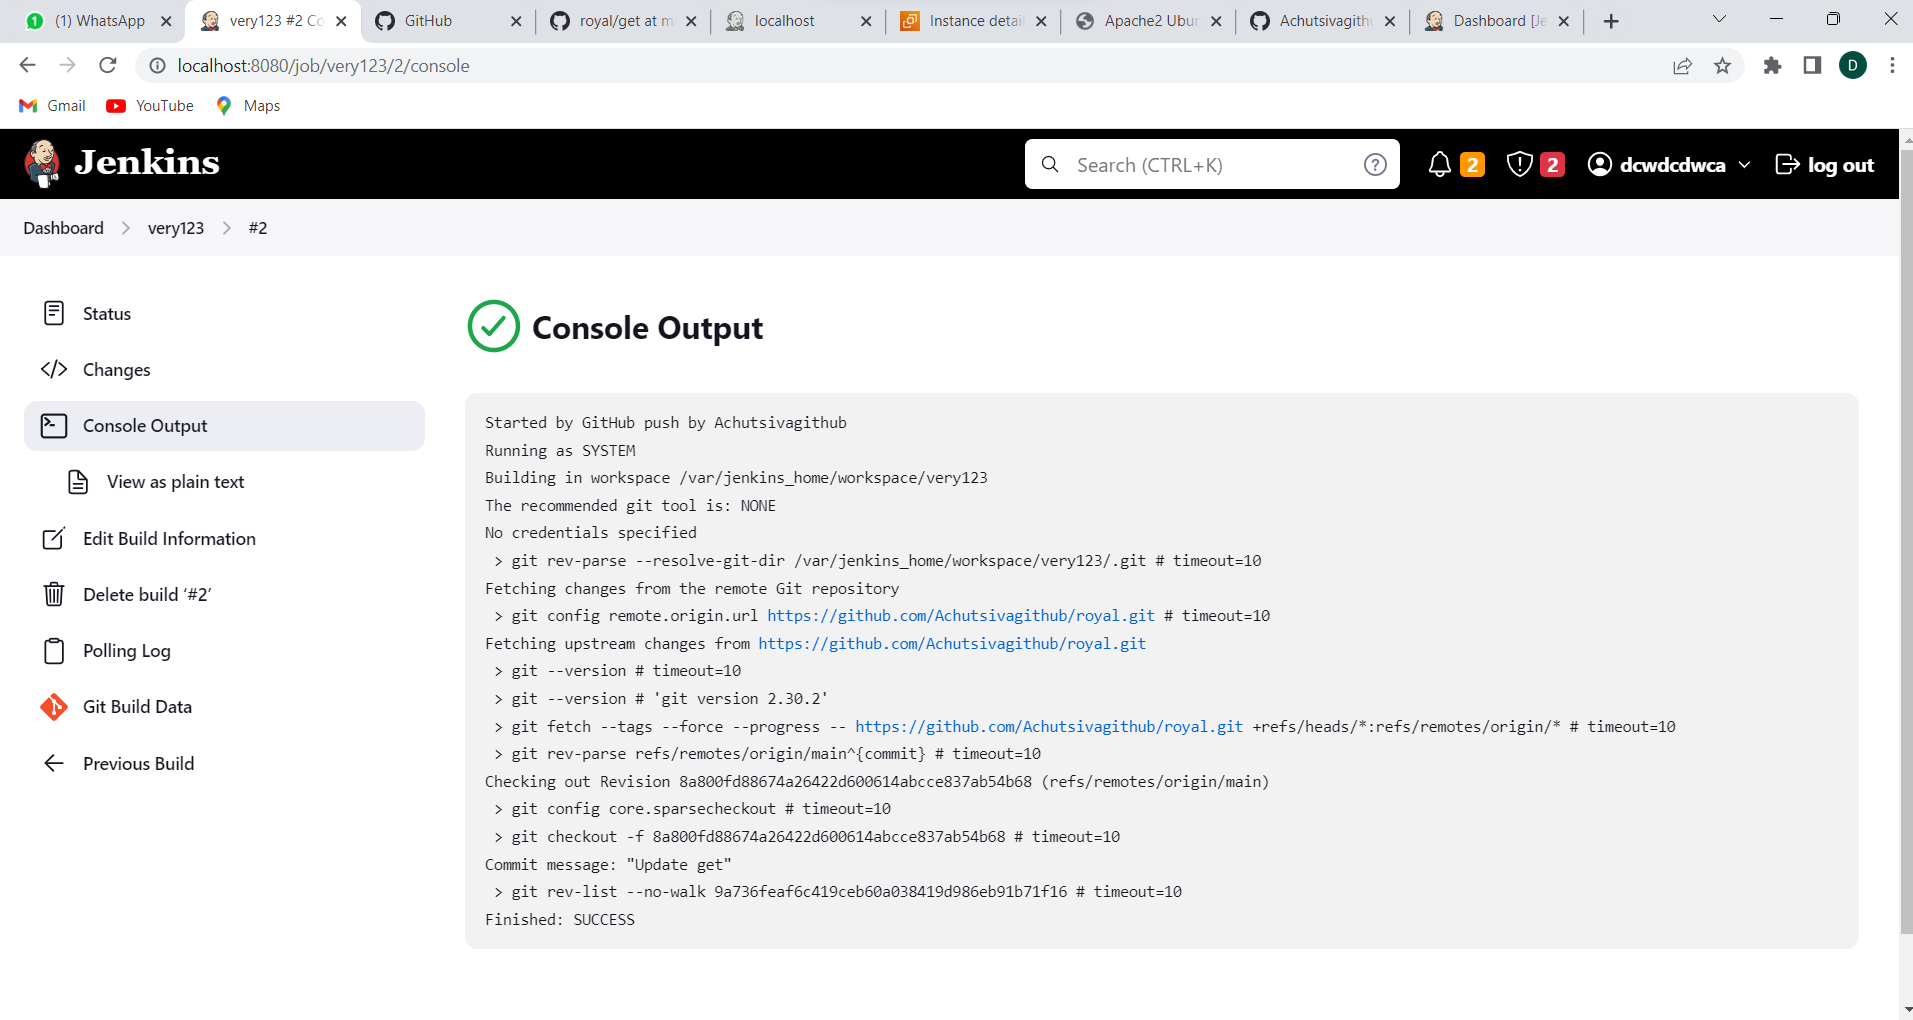 (1) WhatsApp
very123 #2 Co
GitHub
royal/get at m
localhost
Instance detail
Apache2 Ubun
Achutsivagith
Dashboard [Je
localhost:8080/job/very123/2/console
D
Gmail
YouTube
Maps
Jenkins
Search (CTRL+K)
2
2
dcwdcdwca
log out
Dashboard
very123
#2
Status
Changes
Console Output
View as plain text
Edit Build Information
Delete build ‘#2’
Polling Log
Git Build Data
Previous Build
Console Output
Started by GitHub push by Achutsivagithub
Running as SYSTEM
Building in workspace /var/jenkins_home/workspace/very123
The recommended git tool is: NONE
No credentials specified
> git rev-parse --resolve-git-dir /var/jenkins_home/workspace/very123/.git # timeout=10
Fetching changes from the remote Git repository
> git config remote.origin.url https://github.com/Achutsivagithub/royal.git # timeout=10
Fetching upstream changes from https://github.com/Achutsivagithub/royal.git
> git --version # timeout=10
> git --version # 'git version 2.30.2'
> git fetch --tags --force --progress -- https://github.com/Achutsivagithub/royal.git +refs/heads/*:refs/remotes/origin/* # timeout=10
> git rev-parse refs/remotes/origin/main^{commit} # timeout=10
Checking out Revision 8a800fd88674a26422d600614abcce837ab54b68 (refs/remotes/origin/main)
> git config core.sparsecheckout # timeout=10
> git checkout -f 8a800fd88674a26422d600614abcce837ab54b68 # timeout=10
Commit message: "Update get"
> git rev-list --no-walk 9a736feaf6c419ceb60a038419d986eb91b71f16 # timeout=10
Finished: SUCCESS